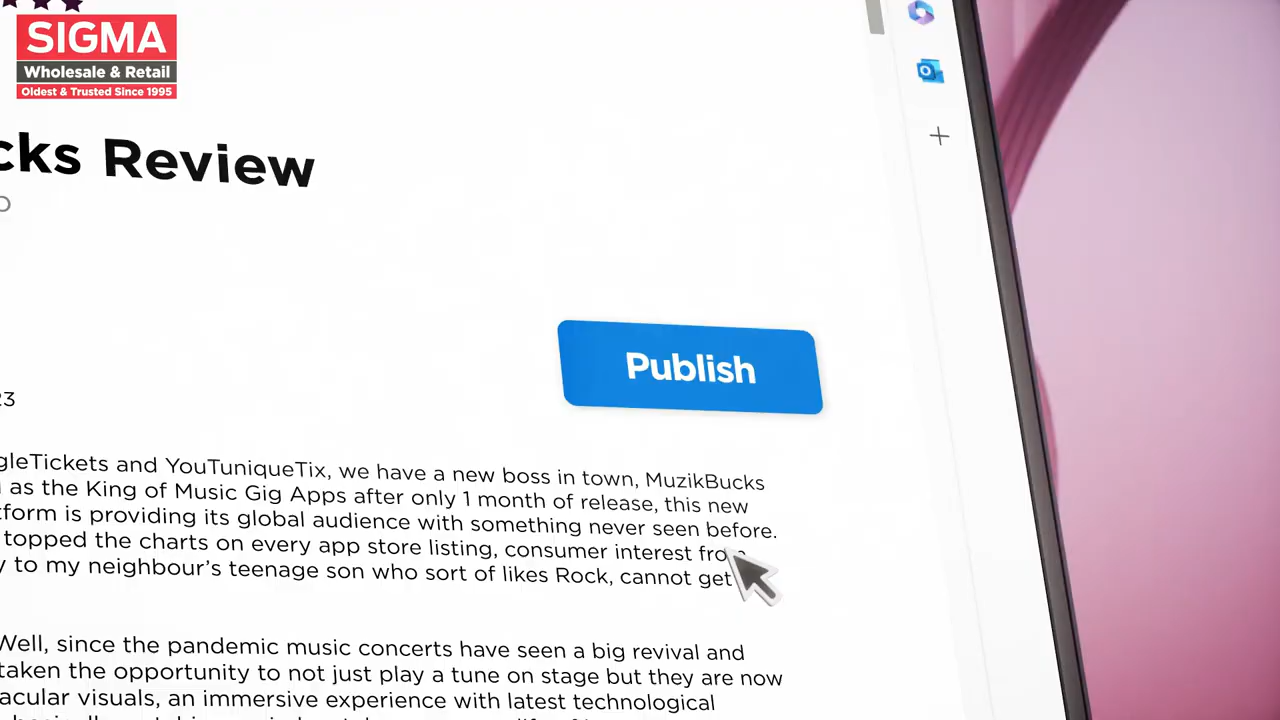 SIGMA
Wholesale & Retail
Oldest & Trusted Since 1995
cks Review
Publish
23
gleTickets and YouTuniqueTix, we have a new boss in town, MuzikBucks
as the King of Music Gig Apps after only 1 month of release, this new
tform is providing its global audience with something never seen before.
topped the charts on every app store listing, consumer interest from
y to my neighbour's teenage son who sort of likes Rock, cannot get
Well, since the pandemic music concerts have seen a big revival and
taken the opportunity to not just play a tune on stage but they are now
acular visuals, an immersive experience with latest technological